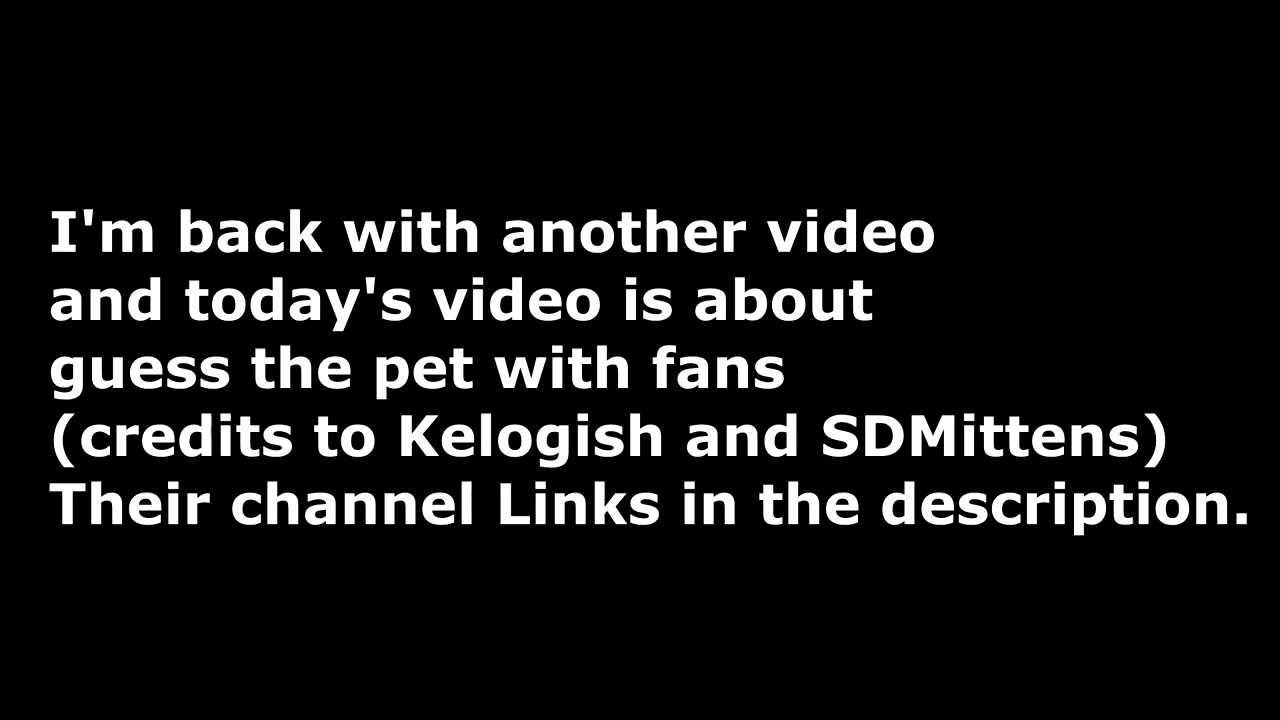 I'm back with another video
and today's video is about
guess the pet with fans
(credits to Kelogish and SDMittens)
Their channel Links in the description.